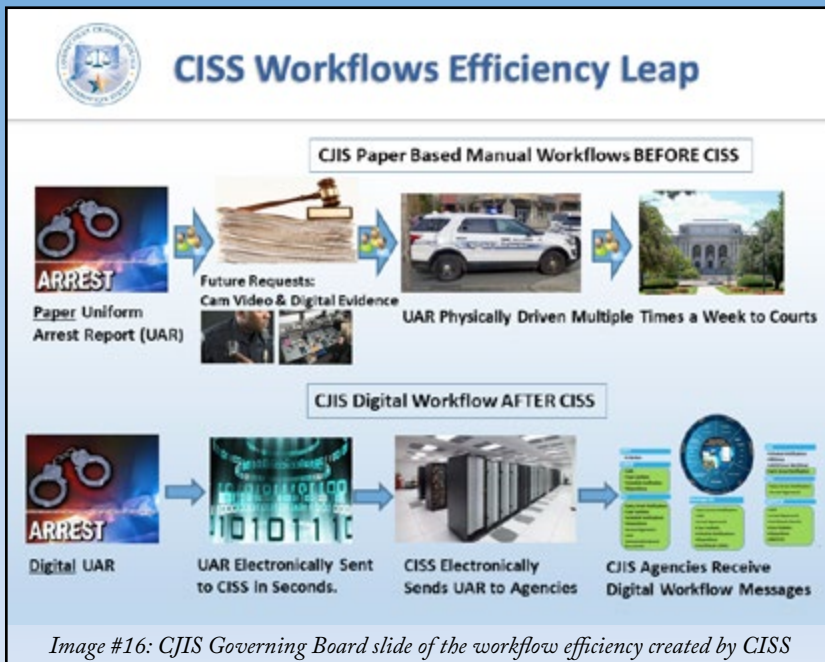 CISS Workflows Efficiency Leap
CJIS Paper Based Manual Workflows BEFORE CISS
ARREST
Paper Uniform
Arrest Report (UAR)
Future Requests:
Cam Video & Digital Evidence
UAR Physically Driven Multiple Times a Week to Courts
CJIS Digital Workflow AFTER CISS
ARREST
Digital UAR
UAR Electronically Sent
to CISS in Seconds.
CISS Electronically
Sends UAR to Agencies
CJIS Agencies Receive
Digital Workflow Messages
Image #16: CJIS Governing Board slide of the workflow efficiency created by CISS